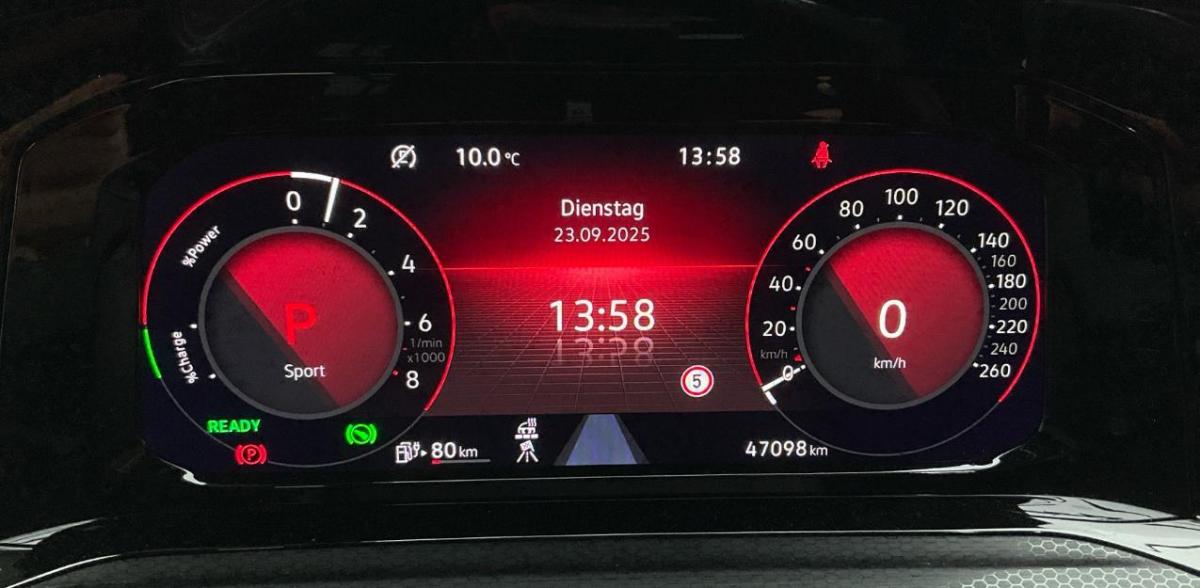 10.0 °C
13:58
Dienstag
23.09.2025
13:58
5
%Power
%Charge
0
2
4
6
1/min
x1000
8
P
Sport
READY
P
80 km
0
20
40
60
80
100
120
140
160
180
200
220
240
260
km/h
0
km/h
47098 km